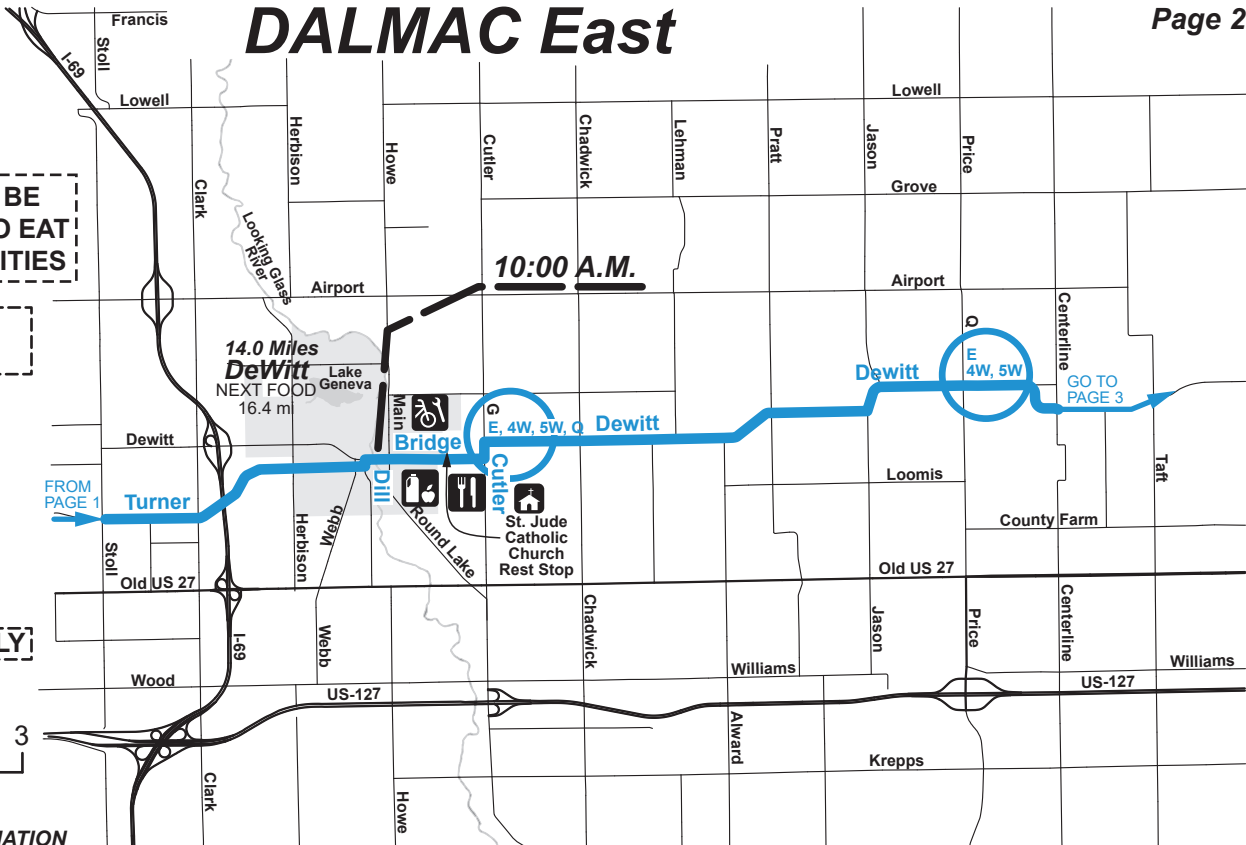 DALMAC East
Page 2
Francis
Stoll
I-69
Lowell
Lowell
Herbison
Howe
Cutler
Chadwick
Lehman
Pratt
Jason
Price
Clark
Grove
BE
O EAT
ITIES
Looking Glass
River
10:00 A.M.
Airport
Airport
Centerline
Q
E
4W, 5W
14.0 Miles
DeWitt
NEXT FOOD
16.4 mi
Lake
Geneva
Dewitt
GO TO
PAGE 3
Main
G
E, 4W, 5W, Q
Dewitt
Dewitt
Bridge
Cutler
Dill
Taft
Loomis
FROM
PAGE 1
Turner
Herbison
Webb
Round Lake
St. Jude
Catholic
Church
Rest Stop
County Farm
Stoll
Old US 27
Old US 27
Chadwick
Jason
Price
Centerline
LY
I-69
Webb
Wood
Williams
Williams
US-127
US-127
Alward
3
Krepps
Clark
Howe
NATION